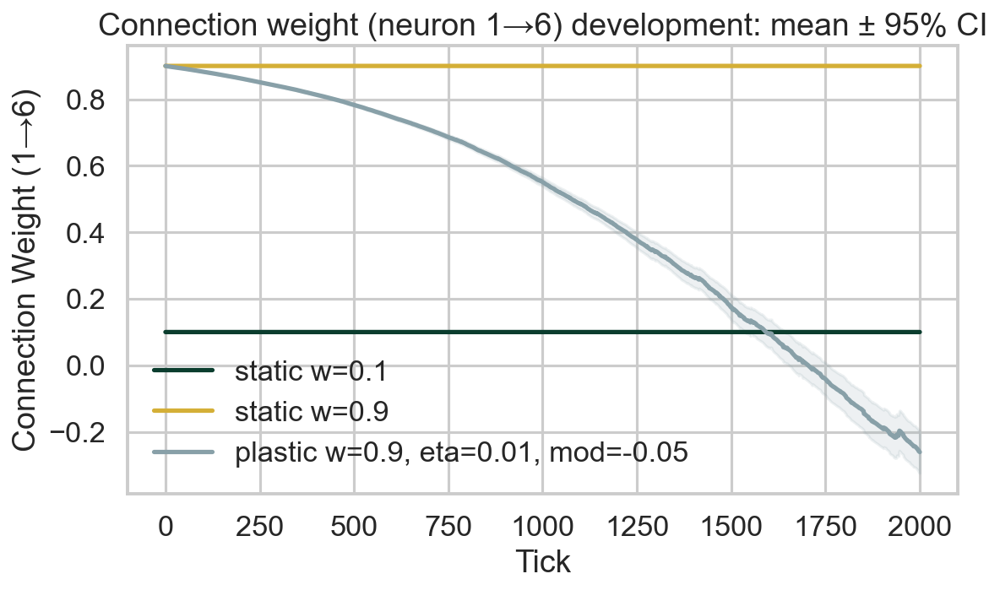 Connection weight (neuron 1→6) development: mean ± 95% CI
Connection Weight (1→6)
0.8
0.6
0.4
0.2
0.0
−0.2
static w=0.1
static w=0.9
plastic w=0.9, eta=0.01, mod=-0.05
0 250 500 750 1000 1250 1500 1750 2000
Tick